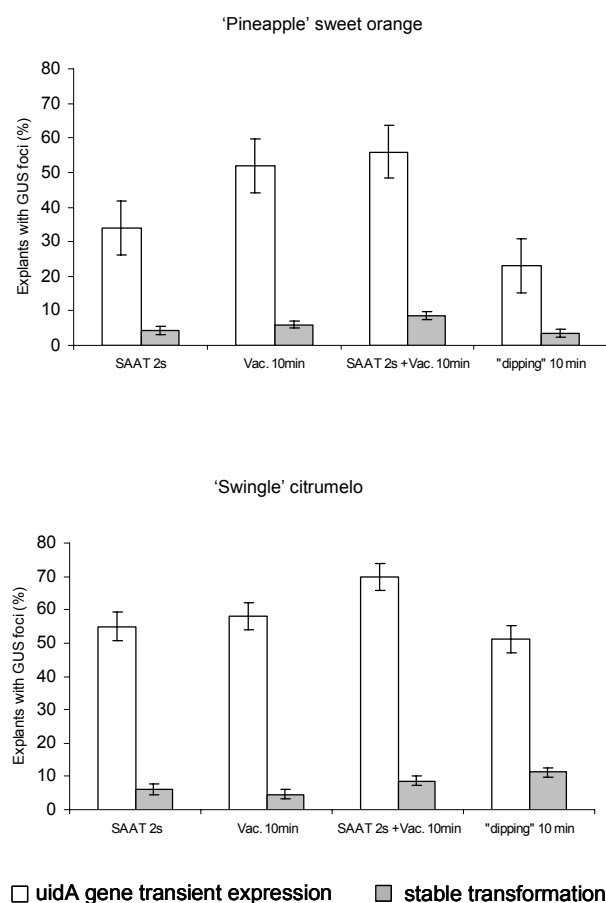 ‘Pineapple’ sweet orange
Explants with GUS foci (%)
80
70
60
50
40
30
20
10
0
SAAT 2s Vac. 10min SAAT 2s +Vac. 10min "dipping" 10 min
‘Swingle’ citrumelo
Explants with GUS foci (%)
80
70
60
50
40
30
20
10
0
SAAT 2s Vac. 10min SAAT 2s +Vac. 10min "dipping" 10 min
uidA gene transient expression stable transformation